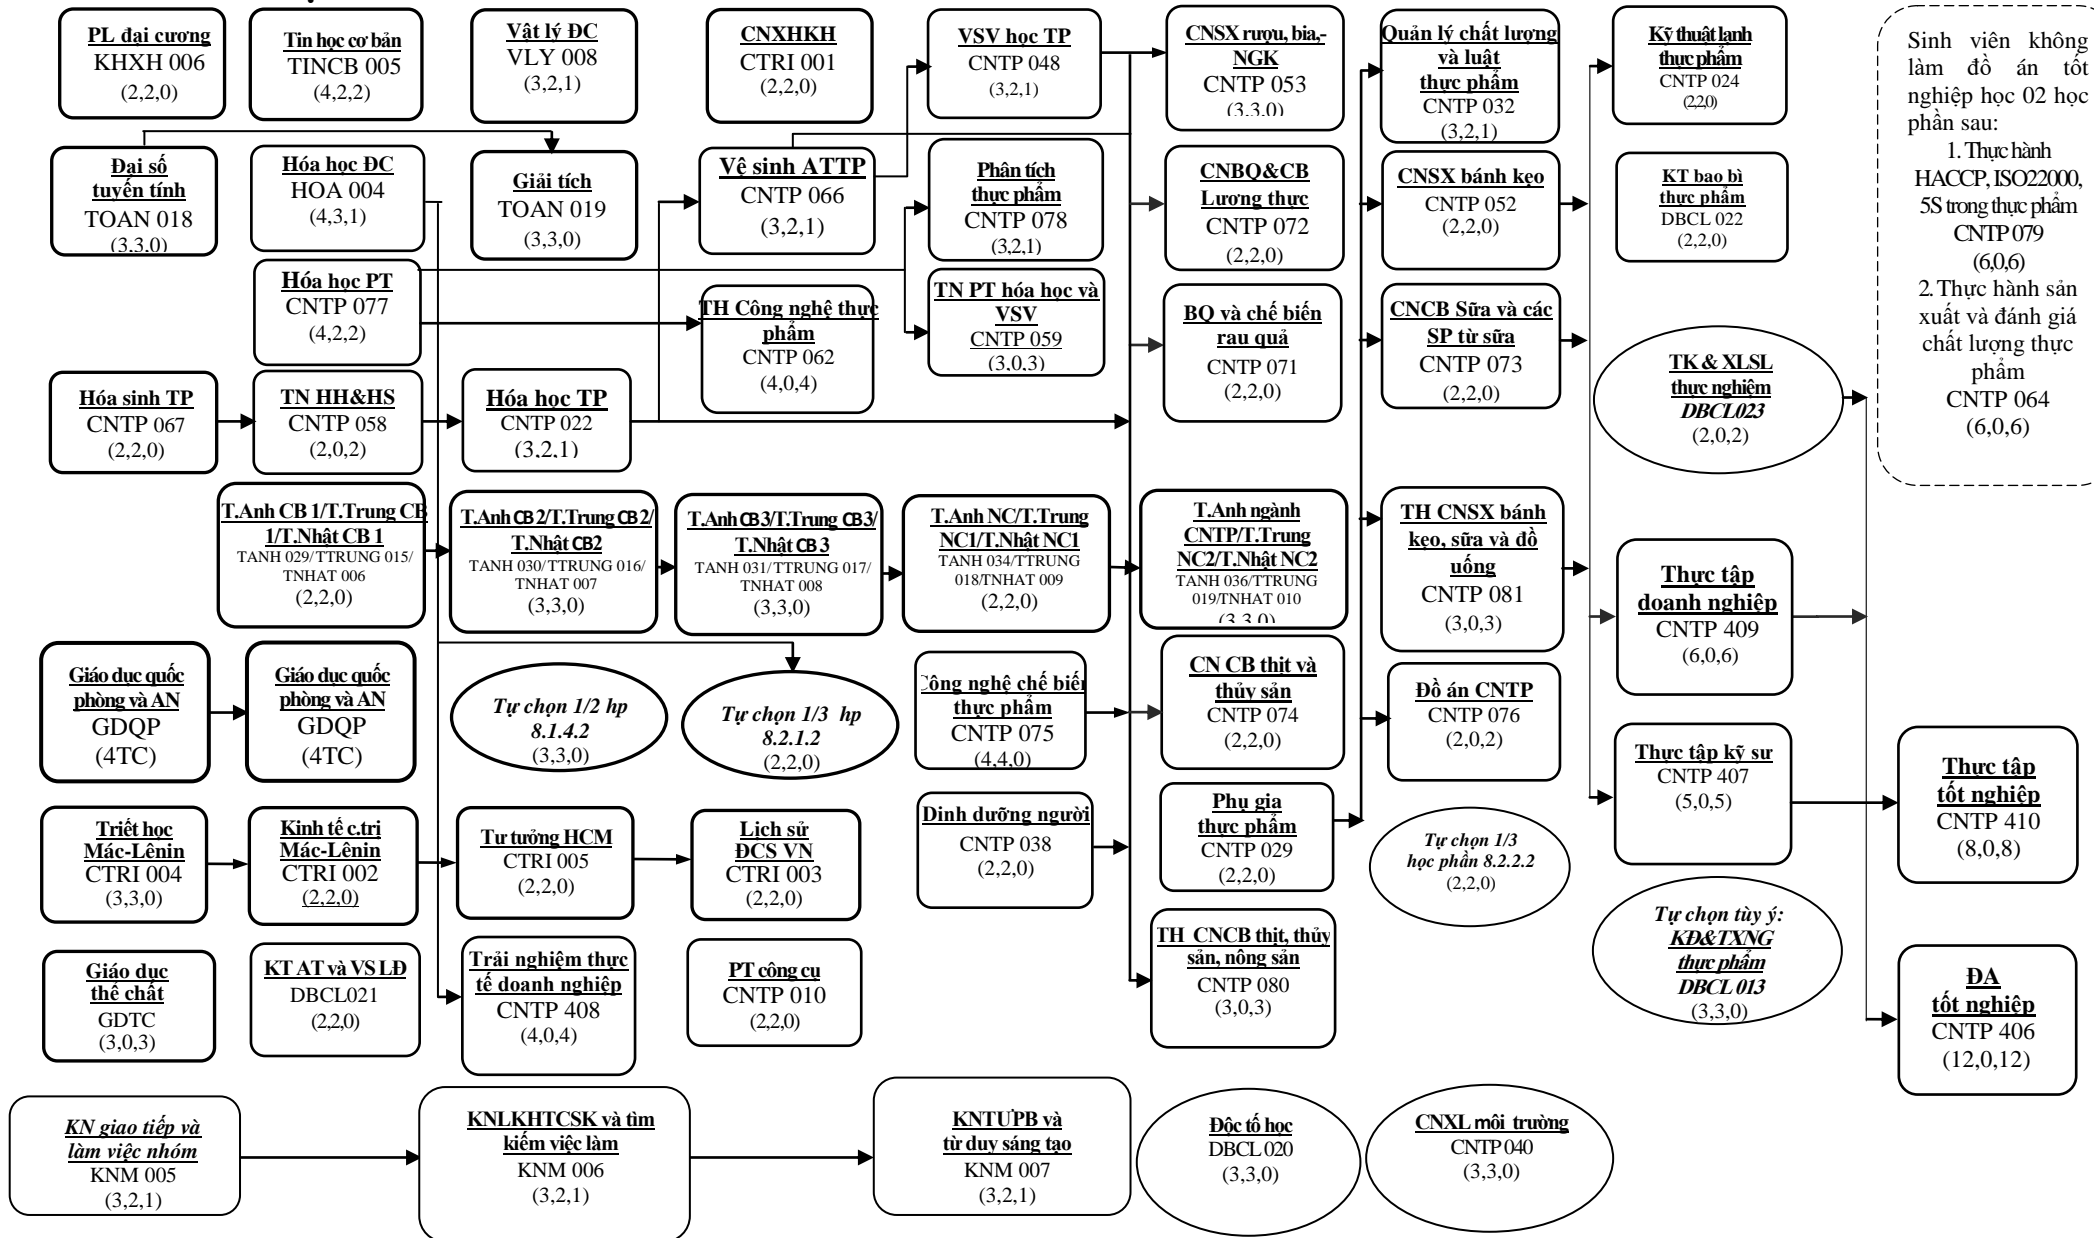 PL đại cương
KHXH 006
(2,2,0)
Tin học cơ bản
TINCB 005
(4,2,2)
Vật lý ĐC
VLY 008
(3,2,1)
CNXHKH
CTRI 001
(2,2,0)
VSV học TP
CNTP 048
(3,2,1)
CNSX rượu, bia,-
NGK
CNTP 053
(3,3,0)
Quản lý chất lượng
và luật
thực phẩm
CNTP 032
(3,2,1)
Kỹ thuật lạnh
thực phẩm
CNTP 024
(2,2,0)
Sinh viên không
làm đồ án tốt
nghiệp học 02 học
phần sau:
1. Thực hành
HACCP, ISO22000,
5S trong thực phẩm
CNTP 079
(6,0,6)
2. Thực hành sản
xuất và đánh giá
chất lượng thực
phẩm
CNTP 064
(6,0,6)
Đại số
tuyến tính
TOAN 018
(3,3,0)
Hóa học ĐC
HOA 004
(4,3,1)
Giải tích
TOAN 019
(3,3,0)
Vệ sinh ATTP
CNTP 066
(3,2,1)
Phân tích
thực phẩm
CNTP 078
(3,2,1)
CNBQ&CB
Lương thực
CNTP 072
(2,2,0)
CNSX bánh kẹo
CNTP 052
(2,2,0)
KT bao bì
thực phẩm
DBCL 022
(2,2,0)
Hóa học PT
CNTP 077
(4,2,2)
TH Công nghệ thực
phẩm
CNTP 062
(4,0,4)
TN PT hóa học và
VSV
CNTP 059
(3,0,3)
BQ và chế biến
rau quả
CNTP 071
(2,2,0)
CNCB Sữa và các
SP từ sữa
CNTP 073
(2,2,0)
TK & XLSL
thực nghiệm
DBCL023
(2,0,2)
Hóa sinh TP
CNTP 067
(2,2,0)
TN HH&HS
CNTP 058
(2,0,2)
Hóa học TP
CNTP 022
(3,2,1)
T.Anh CB 1/T.Trung CB
1/T.Nhật CB 1
TANH 029/TTRUNG 015/
TNHAT 006
(2,2,0)
T.Anh CB 2/T.Trung CB 2/
T.Nhật CB2
TANH 030/TTRUNG 016/
TNHAT 007
(3,3,0)
T.Anh CB 3/T.Trung CB 3/
T.Nhật CB 3
TANH 031/TTRUNG 017/
TNHAT 008
(3,3,0)
T.Anh NC/T.Trung
NC1/T.Nhật NC1
TANH 034/TTRUNG
018/TNHAT 009
(2,2,0)
T.Anh ngành
CNTP/T.Trung
NC2/T.Nhật NC2
TANH 036/TTRUNG
019/TNHAT 010
(3,3,0)
TH CNSX bánh
kẹo, sữa và đồ
uống
CNTP 081
(3,0,3)
Thực tập
doanh nghiệp
CNTP 409
(6,0,6)
Giáo dục quốc
phòng và AN
GDQP
(4TC)
Giáo dục quốc
phòng và AN
GDQP
(4TC)
Tự chọn 1/2 hp
8.1.4.2
(3,3,0)
Tự chọn 1/3 hp
8.2.1.2
(2,2,0)
Công nghệ chế biến
thực phẩm
CNTP 075
(4,4,0)
CN CB thịt và
thủy sản
CNTP 074
(2,2,0)
Đồ án CNTP
CNTP 076
(2,0,2)
Thực tập kỹ sư
CNTP 407
(5,0,5)
Thực tập
tốt nghiệp
CNTP 410
(8,0,8)
Triết học
Mác-Lênin
CTRI 004
(3,3,0)
Kinh tế c.trị
Mác-Lênin
CTRI 002
(2,2,0)
Tư tưởng HCM
CTRI 005
(2,2,0)
Lịch sử
ĐCS VN
CTRI 003
(2,2,0)
Dinh dưỡng người
CNTP 038
(2,2,0)
Phụ gia
thực phẩm
CNTP 029
(2,2,0)
Tự chọn 1/3
học phần 8.2.2.2
(2,2,0)
Tự chọn tùy ý:
KĐ&TXNG
thực phẩm
DBCL 013
(3,3,0)
Giáo dục
thể chất
GDTC
(3,0,3)
KT AT và VS LĐ
DBCL021
(2,2,0)
Trải nghiệm thực
tế doanh nghiệp
CNTP 408
(4,0,4)
PT công cụ
CNTP 010
(2,2,0)
TH CNCB thịt, thủy
sản, nông sản
CNTP 080
(3,0,3)
ĐA
tốt nghiệp
CNTP 406
(12,0,12)
KN giao tiếp và
làm việc nhóm
KNM 005
(3,2,1)
KNLKHTCSK và tìm
kiếm việc làm
KNM 006
(3,2,1)
KNTƯPB và
tư duy sáng tạo
KNM 007
(3,2,1)
Độc tố học
DBCL 020
(3,3,0)
CNXL môi trường
CNTP 040
(3,3,0)